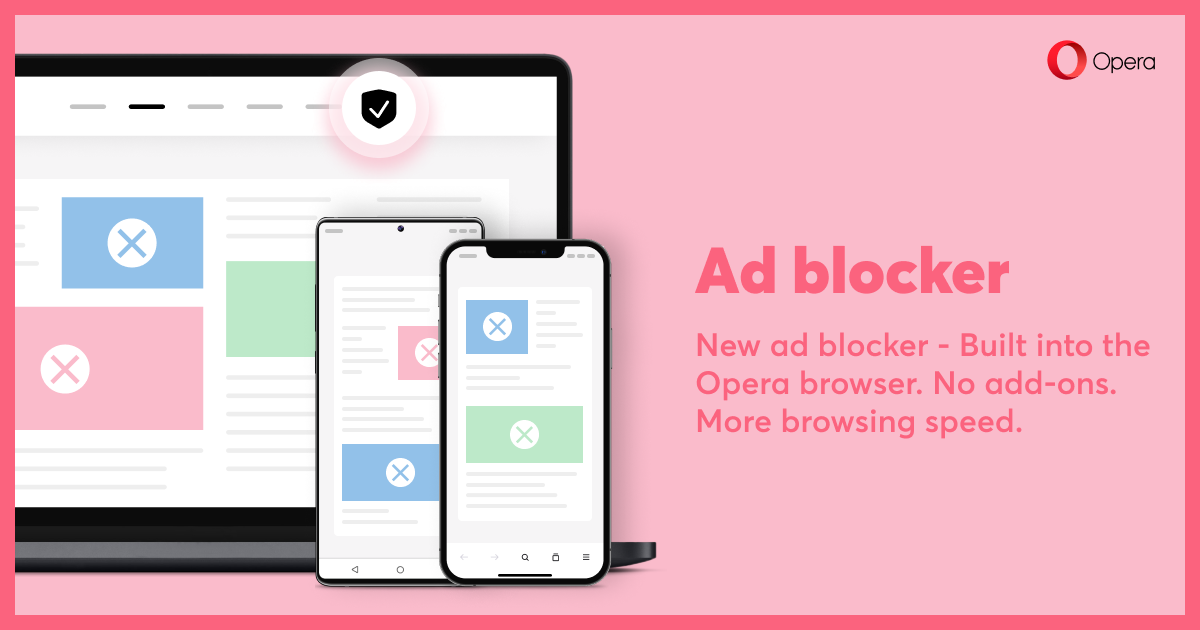 Opera
Ad blocker
New ad blocker - Built into the
Opera browser. No add-ons.
More browsing speed.